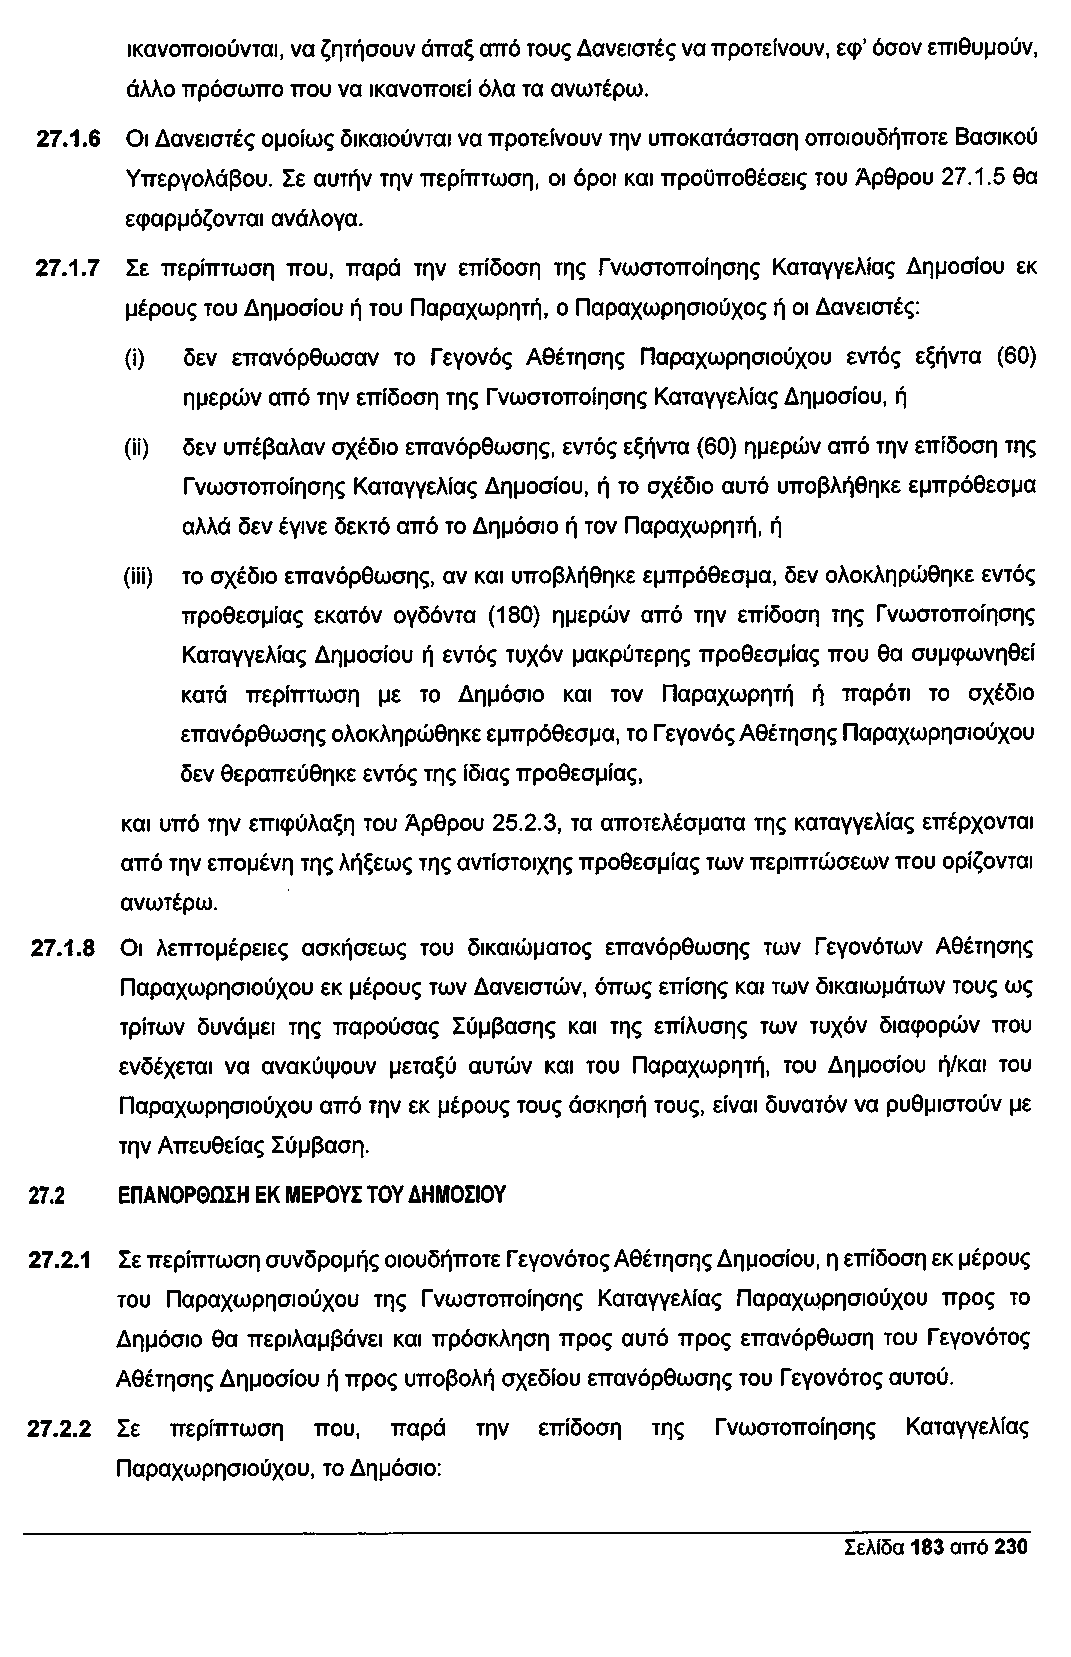 ικανοποιούνται, να ζητήσουν άπαξ από τους Δανειστές να προτείνουν, εφ’ όσον επιθυμούν,
άλλο πρόσωπο που να ικανοποιεί όλα τα ανωτέρω.
27.1.6 Οι Δανειστές ομοίως δικαιούνται να προτείνουν την υποκατάσταση οποιουδήποτε Βασικού
Υπεργολάβου. Σε αυτήν την περίπτωση, οι όροι και προϋποθέσεις του Άρθρου 27.1.5 θα
εφαρμόζονται ανάλογα.
27.1.7 Σε περίπτωση που, παρά την επίδοση της Γνωστοποίησης Καταγγελίας Δημοσίου εκ
μέρους του Δημοσίου ή του Παραχωρητή, ο Παραχωρησιούχος ή οι Δανειστές:
(i) δεν επανόρθωσαν το Γεγονός Αθέτησης Παραχωρησιούχου εντός εξήντα (60)
ημερών από την επίδοση της Γνωστοποίησης Καταγγελίας Δημοσίου, ή
(ii) δεν υπέβαλαν σχέδιο επανόρθωσης, εντός εξήντα (60) ημερών από την επίδοση της
Γνωστοποίησης Καταγγελίας Δημοσίου, ή το σχέδιο αυτό υποβλήθηκε εμπρόθεσμα
αλλά δεν έγινε δεκτό από το Δημόσιο ή τον Παραχωρητή, ή
(iii) το σχέδιο επανόρθωσης, αν και υποβλήθηκε εμπρόθεσμα, δεν ολοκληρώθηκε εντός
προθεσμίας εκατόν ογδόντα (180) ημερών από την επίδοση της Γνωστοποίησης
Καταγγελίας Δημοσίου ή εντός τυχόν μακρύτερης προθεσμίας που θα συμφωνηθεί
κατά περίπτωση με το Δημόσιο και τον Παραχωρητή ή παρότι το σχέδιο
επανόρθωσης ολοκληρώθηκε εμπρόθεσμα, το Γεγονός Αθέτησης Παραχωρησιούχου
δεν θεραπεύθηκε εντός της ίδιας προθεσμίας,
και υπό την επιφύλαξη του Άρθρου 25.2.3, τα αποτελέσματα της καταγγελίας επέρχονται
από την επομένη της λήξεως της αντίστοιχης προθεσμίας των περιπτώσεων που ορίζονται
ανωτέρω.
27.1.8 Οι λεπτομέρειες ασκήσεως του δικαιώματος επανόρθωσης των Γεγονότων Αθέτησης
Παραχωρησιούχου εκ μέρους των Δανειστών, όπως επίσης και των δικαιωμάτων τους ως
τρίτων δυνάμει της παρούσας Σύμβασης και της επίλυσης των τυχόν διαφορών που
ενδέχεται να ανακύψουν μεταξύ αυτών και του Παραχωρητή, του Δημοσίου ή/και του
Παραχωρησιούχου από την εκ μέρους τους άσκησή τους, είναι δυνατόν να ρυθμιστούν με
την Απευθείας Σύμβαση.
27.2 ΕΠΑΝΟΡΘΩΣΗ ΕΚ ΜΕΡΟΥΣ ΤΟΥ ΔΗΜΟΣΙΟΥ
27.2.1 Σε περίπτωση συνδρομής οιουδήποτε Γεγονότος Αθέτησης Δημοσίου, η επίδοση εκ μέρους
του Παραχωρησιούχου της Γνωστοποίησης Καταγγελίας Παραχωρησιούχου προς το
Δημόσιο θα περιλαμβάνει και πρόσκληση προς αυτό προς επανόρθωση του Γεγονότος
Αθέτησης Δημοσίου ή προς υποβολή σχεδίου επανόρθωσης του Γεγονότος αυτού.
27.2.2 Σε περίπτωση που, παρά την επίδοση της Γνωστοποίησης Καταγγελίας
Παραχωρησιούχου, το Δημόσιο:
Σελίδα 183 από 230